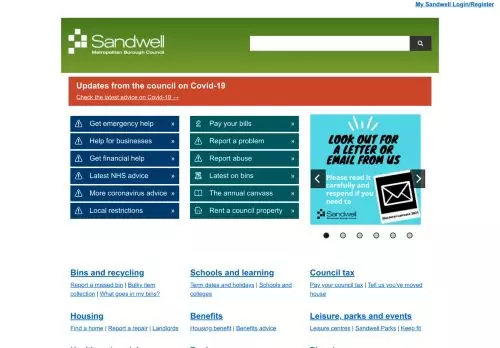 My Sandwell Login/Register
Sandwell
Metropolitan Borough Council
Updates from the council on Covid-19
Check the latest advice on Covid-19 —›
Get emergency help »
Help for businesses »
Get financial help »
Latest NHS advice »
More coronavirus advice »
Local restrictions »
Pay your bills »
Report a problem »
Report abuse »
Latest on bins »
The annual canvass »
Rent a council property »
LOOK OUT FOR
A LETTER OR
EMAIL FROM US
Please read it
carefully and
respond if you
need to
Sandwell
Bins and recycling
Report a missed bin | Bulky item
collection | What goes in my bins?
Schools and learning
Term dates and holidays | Schools and
colleges
Council tax
Pay your council tax | Tell us you've moved
house
Housing
Find a home | Report a repair | Landlords
Benefits
Housing benefit | Benefits advice
Leisure, parks and events
Leisure centres | Sandwell Parks | Keep fit